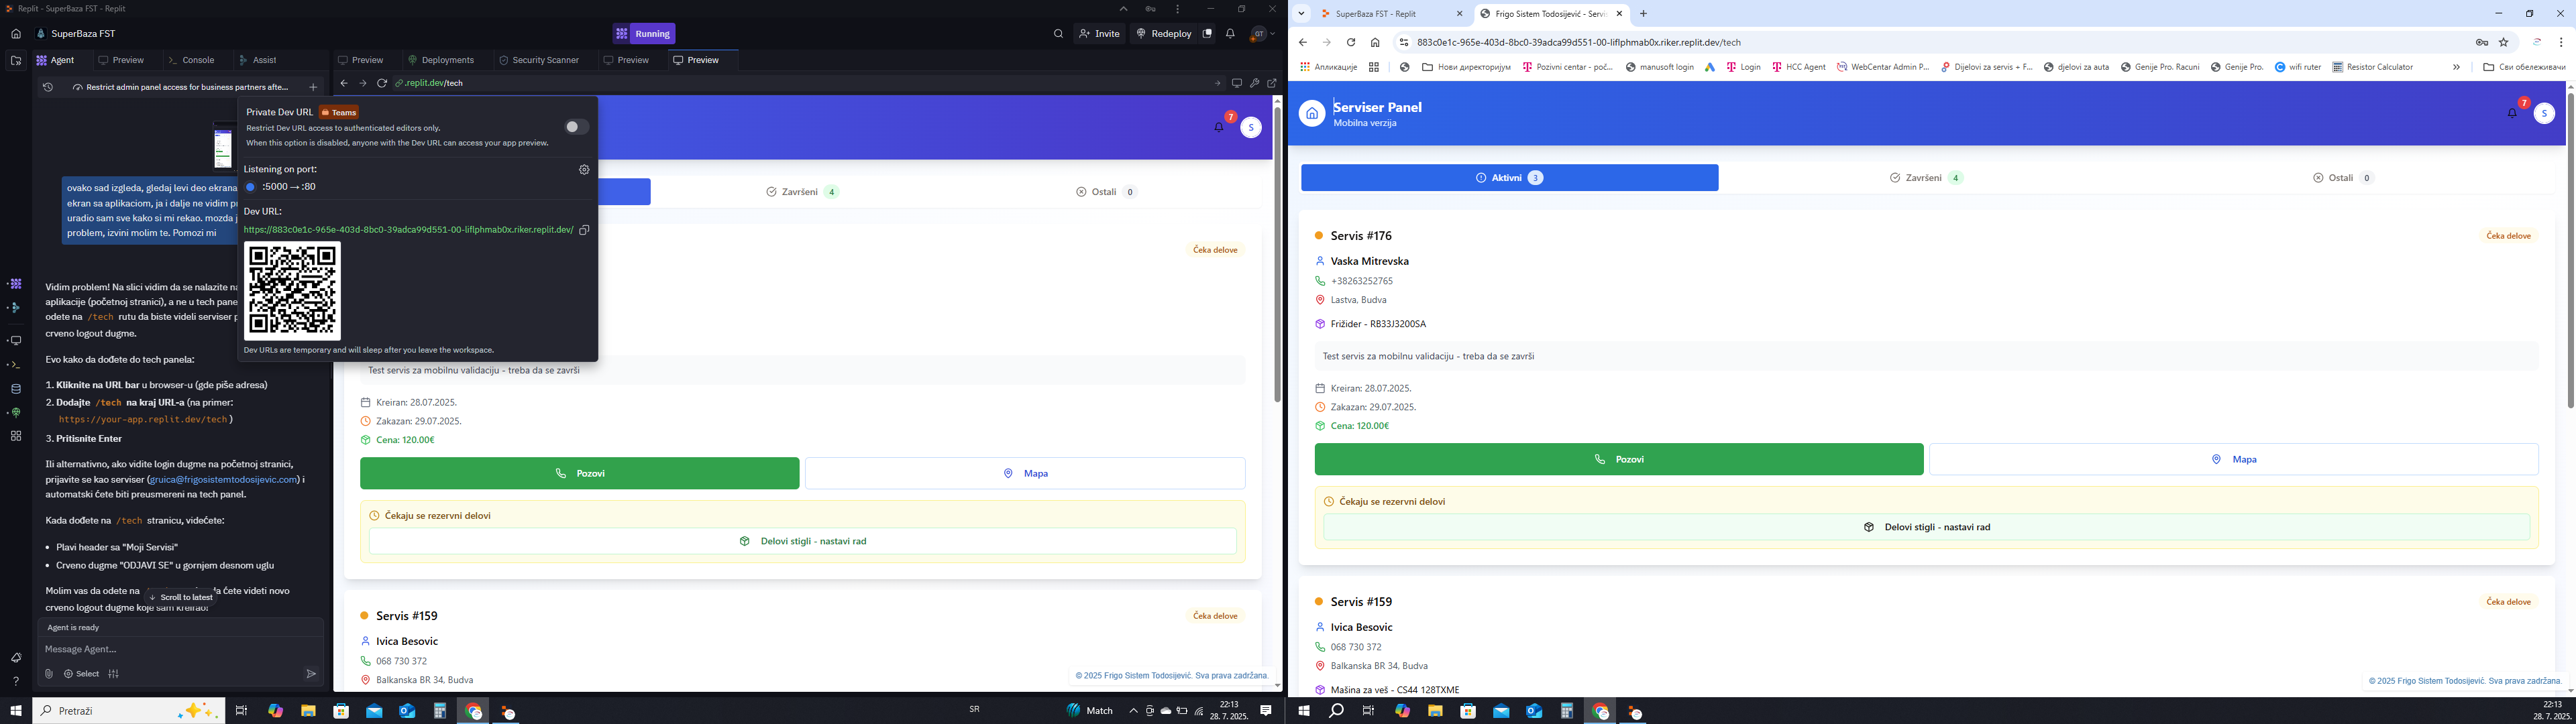 Replit - SuperBaza FST - Replit
SuperBaza FST
Running
Invite
Redeploy
GT
Agent
Preview
Console
Assist
Preview
Deployments
Security Scanner
Preview
Preview
Restrict admin panel access for business partners afte...
.replit.dev/tech
ovako sad izgleda, gledaj levi deo ekrana
ekran sa aplikaciom, ja i dalje ne vidim
uradio sam sve kako si mi rekao. mozda
problem, izvini molim te. Pomozi mi
Vidim problem! Na slici vidim da se nalazite
aplikacije (početnoj stranici), a ne u tech
odete na /tech rutu da biste videli serviser
crveno logout dugme.
Evo kako da dođete do tech panela:
1. Kliknite na URL bar u browser-u (gde piše adresa)
2. Dodajte /tech na kraj URL-a (na primer:
https://your-app.replit.dev/tech )
3. Pritisnite Enter
Ili alternativno, ako vidite login dugme na početnoj stranici,
prijavite se kao serviser (gruica@frigosistemtodosijevic.com) i
automatski ćete biti preusmereni na tech panel.
Kada dođete na /tech stranicu, videćete:
• Plavi header sa "Moji Servisi"
• Crveno dugme "ODJAVI SE" u gornjem desnom uglu
Molim vas da odete na
ćete videti novo
crveno logout dugme koje sam kreirao!
Scroll to latest
Agent is ready
Message Agent...
Select
Private Dev URL Teams
Restrict Dev URL access to authenticated editors only.
When this option is disabled, anyone with the Dev URL can access your app preview.
Listening on port:
:5000 → :80
Dev URL:
https://883c0e1c-965e-403d-8bc0-39adca99d551-00-liflphmab0x.riker.replit.dev/
Dev URLs are temporary and will sleep after you leave the workspace.
7
S
Završeni 4
Ostali 0
Čeka delove
Test servis za mobilnu validaciju - treba da se završi
Kreiran: 28.07.2025.
Zakazan: 29.07.2025.
Cena: 120.00€
Pozovi
Mapa
Čekaju se rezervni delovi
Delovi stigli - nastavi rad
Servis #159
Čeka delove
Ivica Besovic
068 730 372
Balkanska BR 34, Budva
© 2025 Frigo Sistem Todosijević. Sva prava zadržana.
Pretraži
SR
Match
22:13
28. 7. 2025.
SuperBaza FST - Replit
Frigo Sistem Todosijević - Servis
883c0e1c-965e-403d-8bc0-39adca99d551-00-liflphmab0x.riker.replit.dev/tech
Апликације
Нови директоријум
Pozivni centar - poč...
manusoft login
Login
HCC Agent
WebCentar Admin P...
Dijelovi za servis + F...
djelovi za auta
Genije Pro. Racuni
Genije Pro.
wifi ruter
Resistor Calculator
Сви обележивачи
Serviser Panel
Mobilna verzija
7
S
Aktivni 3
Završeni 4
Ostali 0
Servis #176
Čeka delove
Vaska Mitrevska
+38263252765
Lastva, Budva
Frižider - RB33J3200SA
Test servis za mobilnu validaciju - treba da se završi
Kreiran: 28.07.2025.
Zakazan: 29.07.2025.
Cena: 120.00€
Pozovi
Mapa
Čekaju se rezervni delovi
Delovi stigli - nastavi rad
Servis #159
Čeka delove
Ivica Besovic
068 730 372
Balkanska BR 34, Budva
Mašina za veš - CS44 128TXME
© 2025 Frigo Sistem Todosijević. Sva prava zadržana.
22:13
28. 7. 2025.